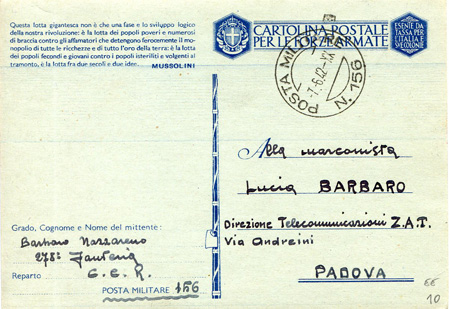 Questa lotta gigantesca non è che una fase e lo sviluppo logico
della nostra rivoluzione: è la lotta dei popoli poveri e numerosi
di braccia contro gli affamatori che detengono ferocemente il mo-
nopolio di tutte le ricchezze e di tutto l'oro della terra: è la lotta
dei popoli fecondi e giovani contro i popoli isteriliti e volgenti al
tramonto, è la lotta fra due secoli e due idee.
MUSSOLINI
CARTOLINA POSTALE
PER LE FORZE ARMATE
ESENTE DA
TASSA PER
L'ITALIA E
SVE COLONIE
POSTA MILITARE
N. 156
Alla marconista
Lucia BARBARO
Direzione Telecomunicazioni Z.A.T.
Via Andreini
PADOVA
Grado, Cognome e Nome del mittente:
Barbaro Nazzareno
278° Fanteria
Reparto C.C.R.
POSTA MILITARE 156
EE
10